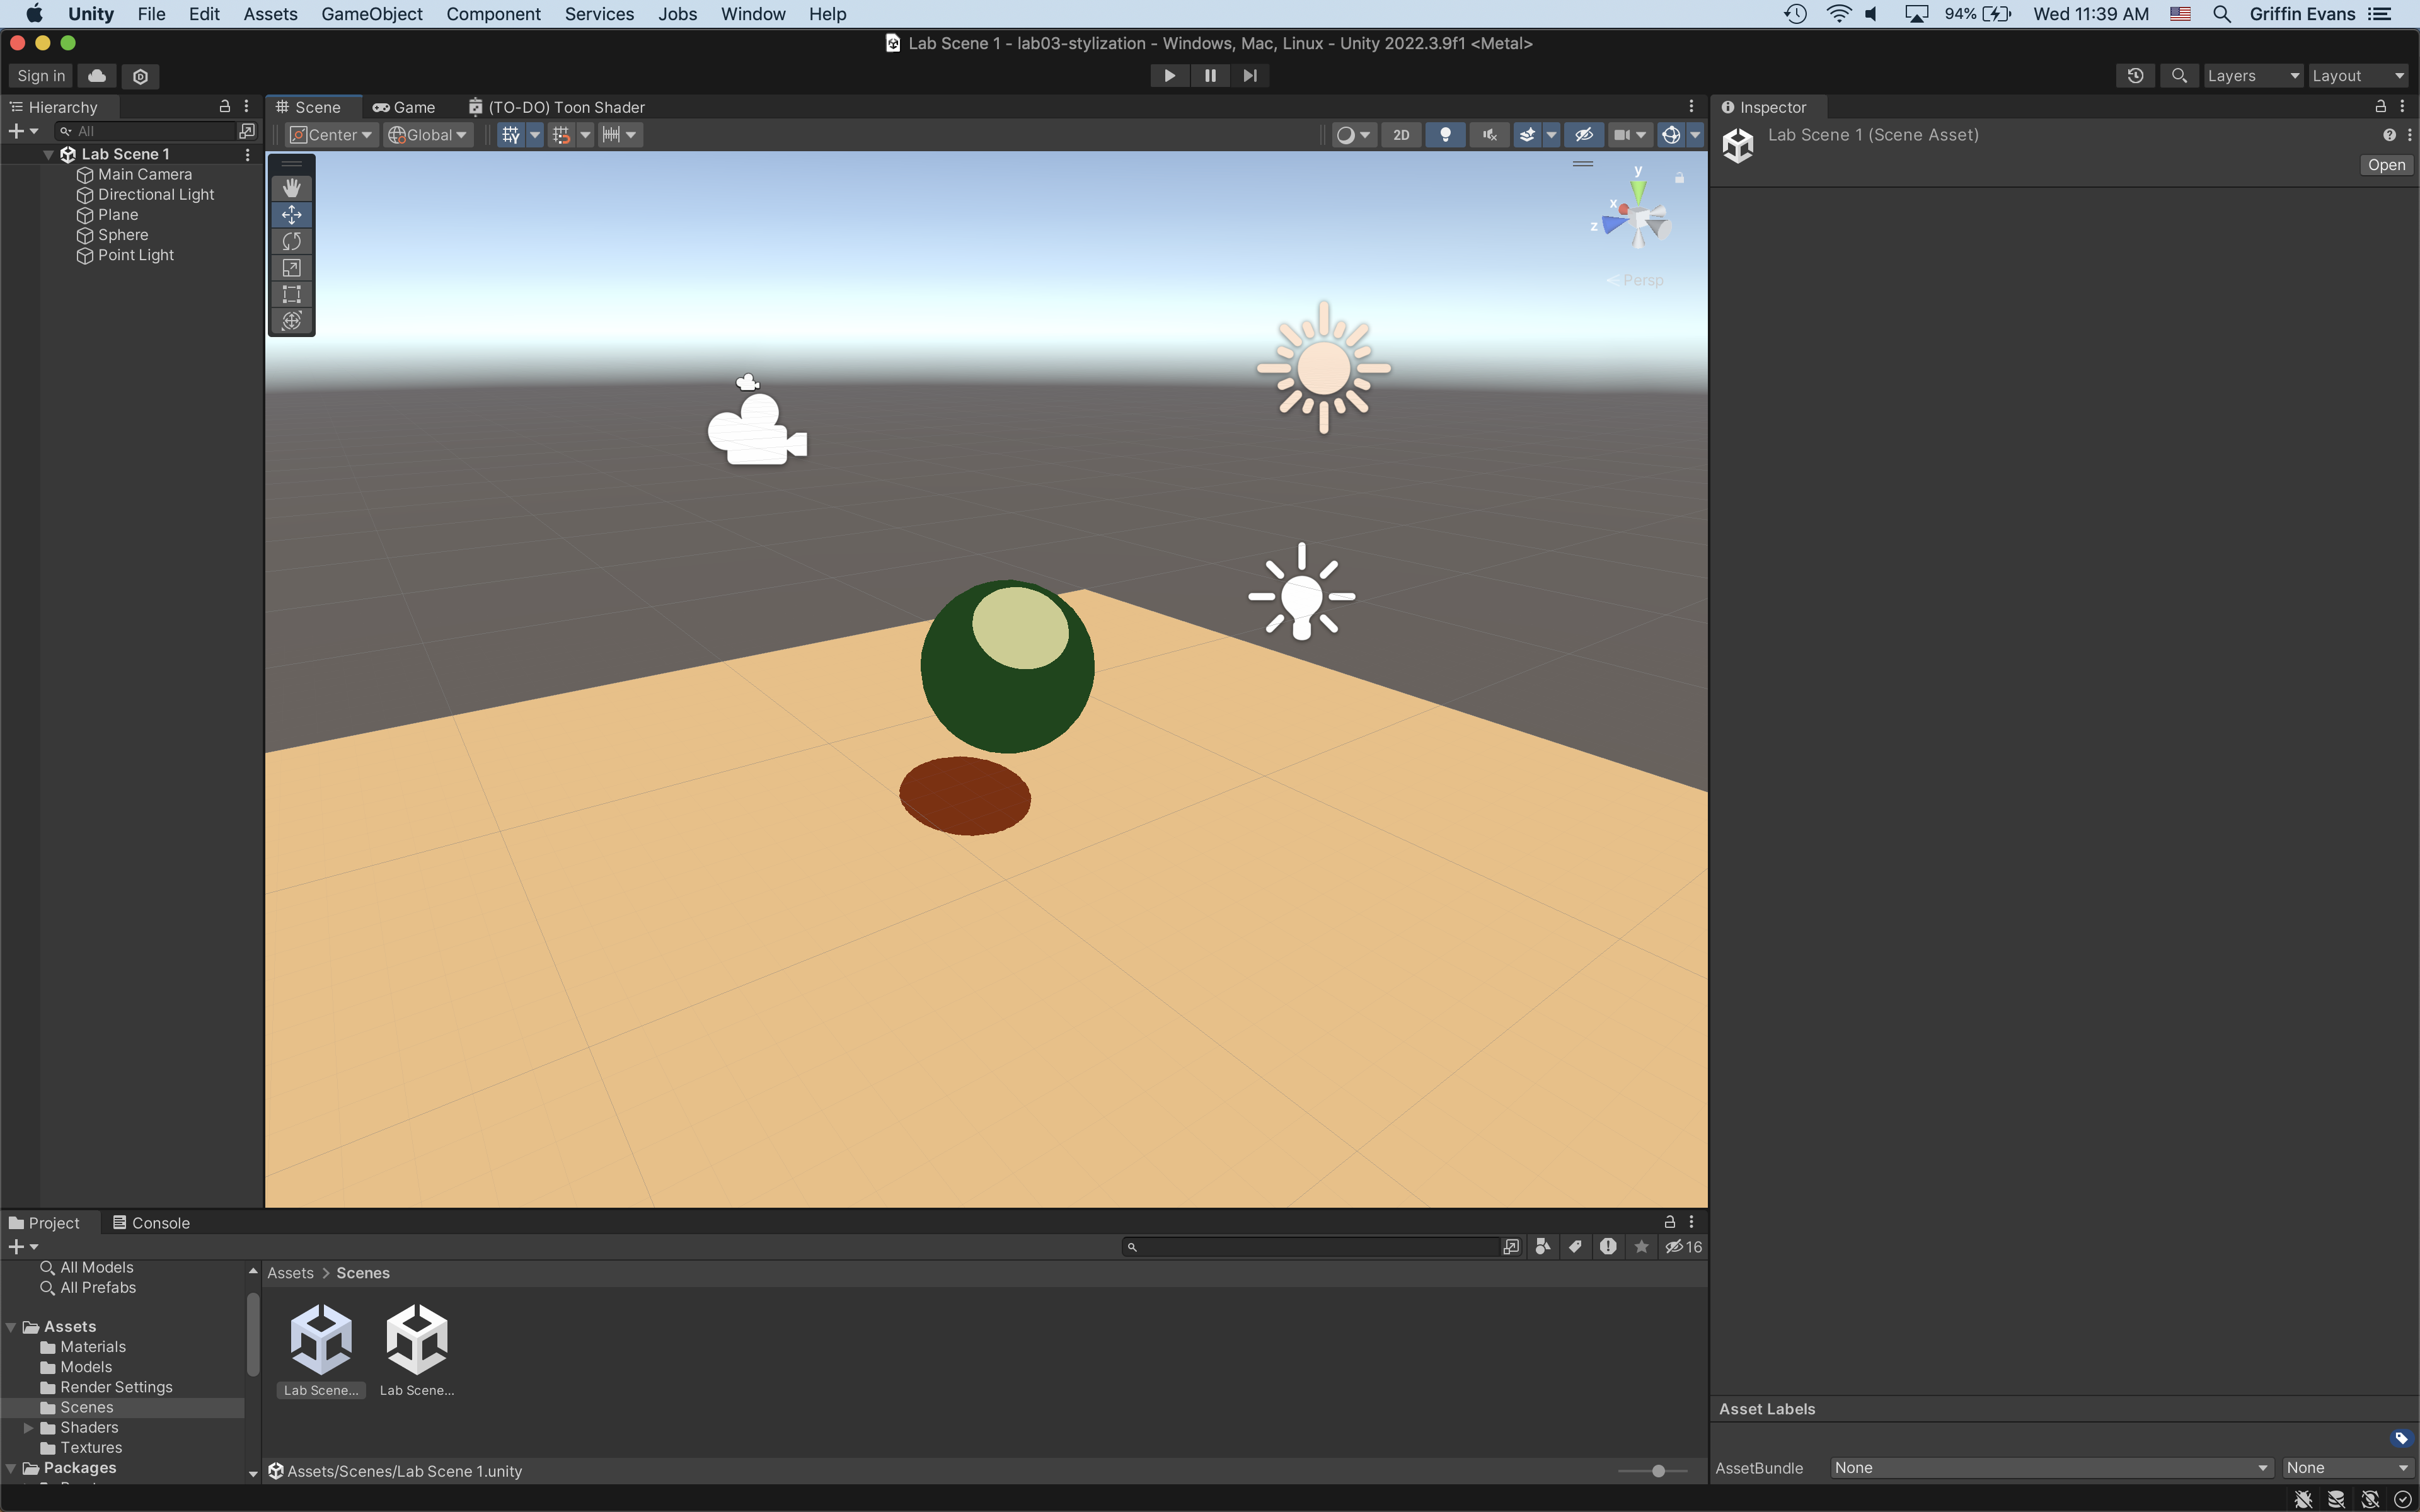 Unity File Edit Assets GameObject Component Services Jobs Window Help 94% Wed 11:39 AM Griffin Evans
Lab Scene 1 - lab03-stylization - Windows, Mac, Linux - Unity 2022.3.9f1 <Metal>
Sign in Layers Layout
Hierarchy Scene Game (TO-DO) Toon Shader Inspector
All Center Global 2D Lab Scene 1 (Scene Asset)
Lab Scene 1
Open
Main Camera
Directional Light
Plane
Sphere
Point Light
y
x
z
Persp
Project Console
16
All Models
All Prefabs
Assets > Scenes
Assets
Materials
Models
Render Settings
Scenes
Shaders
Textures
Packages
Lab Scene... Lab Scene...
Assets/Scenes/Lab Scene 1.unity
Asset Labels
AssetBundle None None